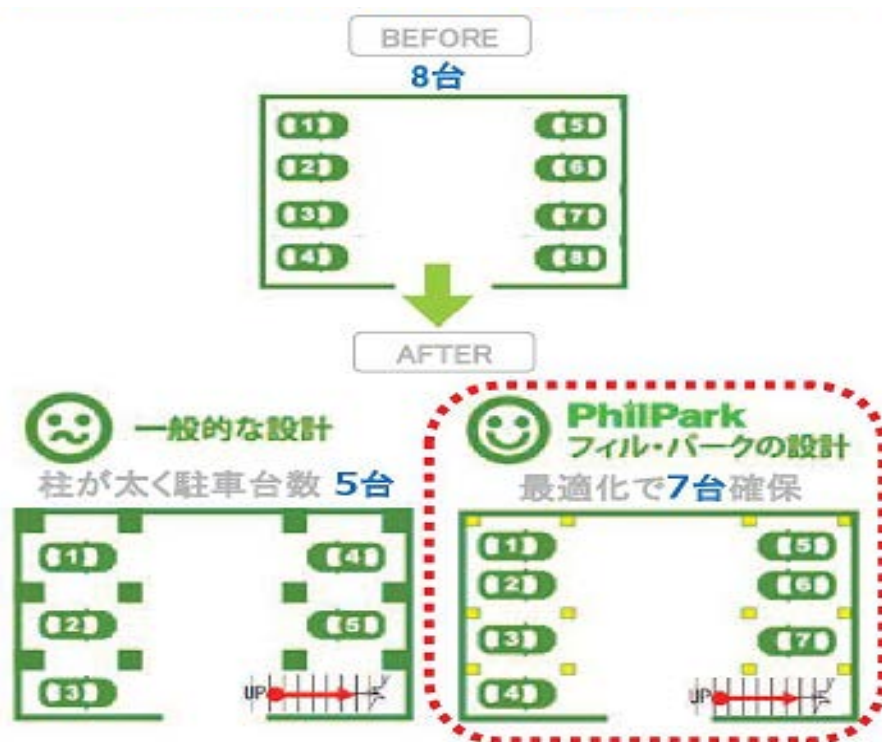 BEFORE
8台
1
5
2
6
3
7
4
8
AFTER
一般的な設計
柱が太く駐車台数 5台
1
4
2
5
3
UP
PhilPark
フィル・パークの設計
最適化で7台確保
1
5
2
6
3
7
4
UP